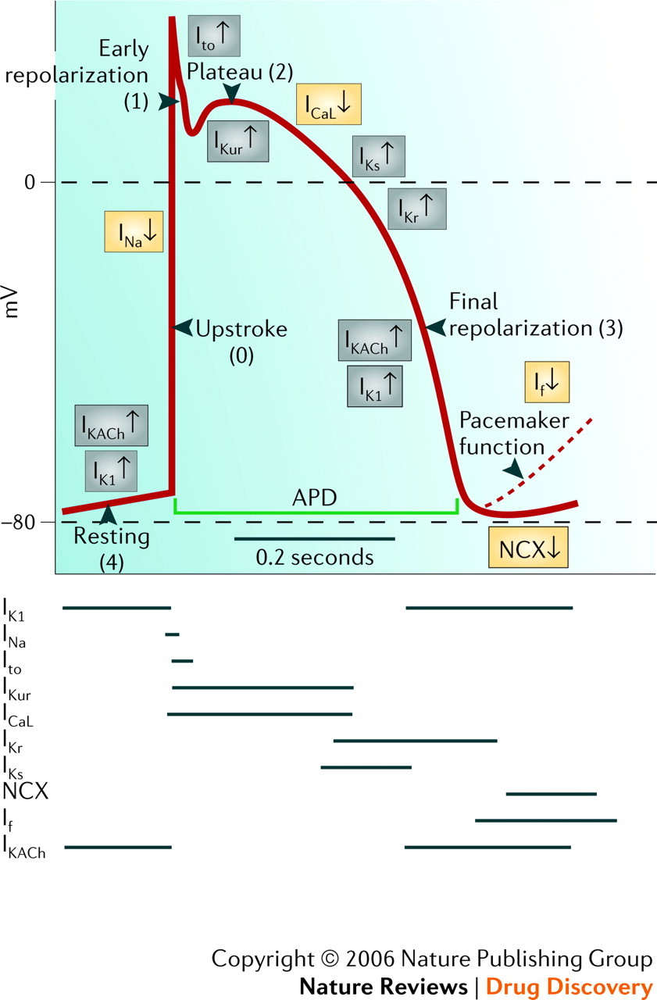 Ito↑
Early
repolarization
(1)
Plateau (2)
ICaL↓
IKur↑
IKs↑
0
IKr↑
INa↓
mV
Upstroke
(0)
Final
repolarization (3)
IKACh↑
IK1↑
If↓
Pacemaker
function
IKACh↑
IK1↑
APD
–80
Resting
(4)
0.2 seconds
NCX↓
IK1
INa
Ito
IKur
ICaL
IKr
IKs
NCX
If
IKACh
Copyright © 2006 Nature Publishing Group
Nature Reviews | Drug Discovery